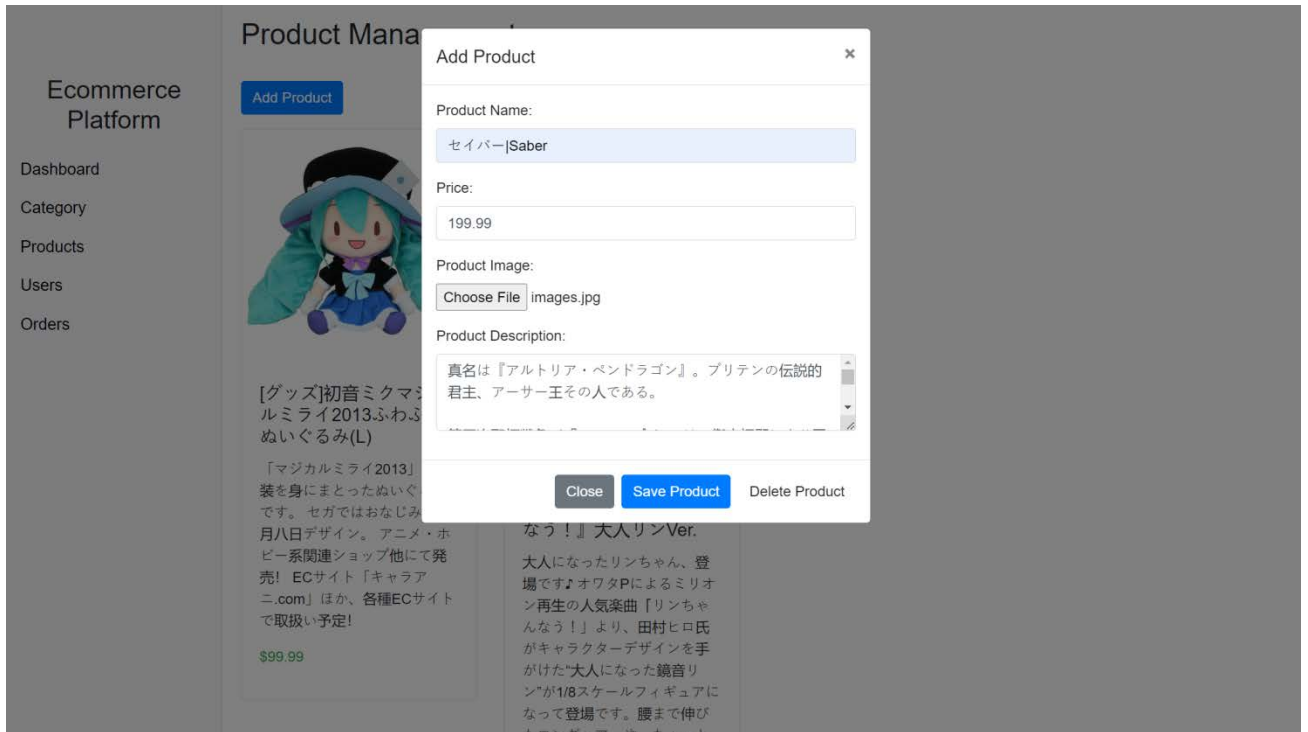 Product Mana
Ecommerce
Platform
Dashboard
Category
Products
Users
Orders
Add Product
[グッズ]初音ミクマジ
ルミライ2013ふわふ
ぬいぐるみ(L)
「マジカルミライ2013」
装を身にまとったぬいぐ
です。 セガではおなじみ
月八日デザイン。 アニメ・ホ
ビー系関連ショップ他にて発
売! ECサイト「キャラア
ニ.com」ほか、各種ECサイト
で取扱い予定!
$99.99
Add Product
×
Product Name:
セイバー|Saber
Price:
199.99
Product Image:
Choose File images.jpg
Product Description:
真名は『アルトリア・ペンドラゴン』。ブリテンの伝説的
君主、アーサー王その人である。
Close Save Product Delete Product
なう！』大人リンVer.
大人になったリンちゃん、登
場です♪オワタPによるミリオ
ン再生の人気楽曲「リンちゃ
んなう！」より、田村ヒロ氏
がキャラクターデザインを手
がけた“大人になった鏡音リ
ン”が1/8スケールフィギュアに
なって登場です。腰まで伸び